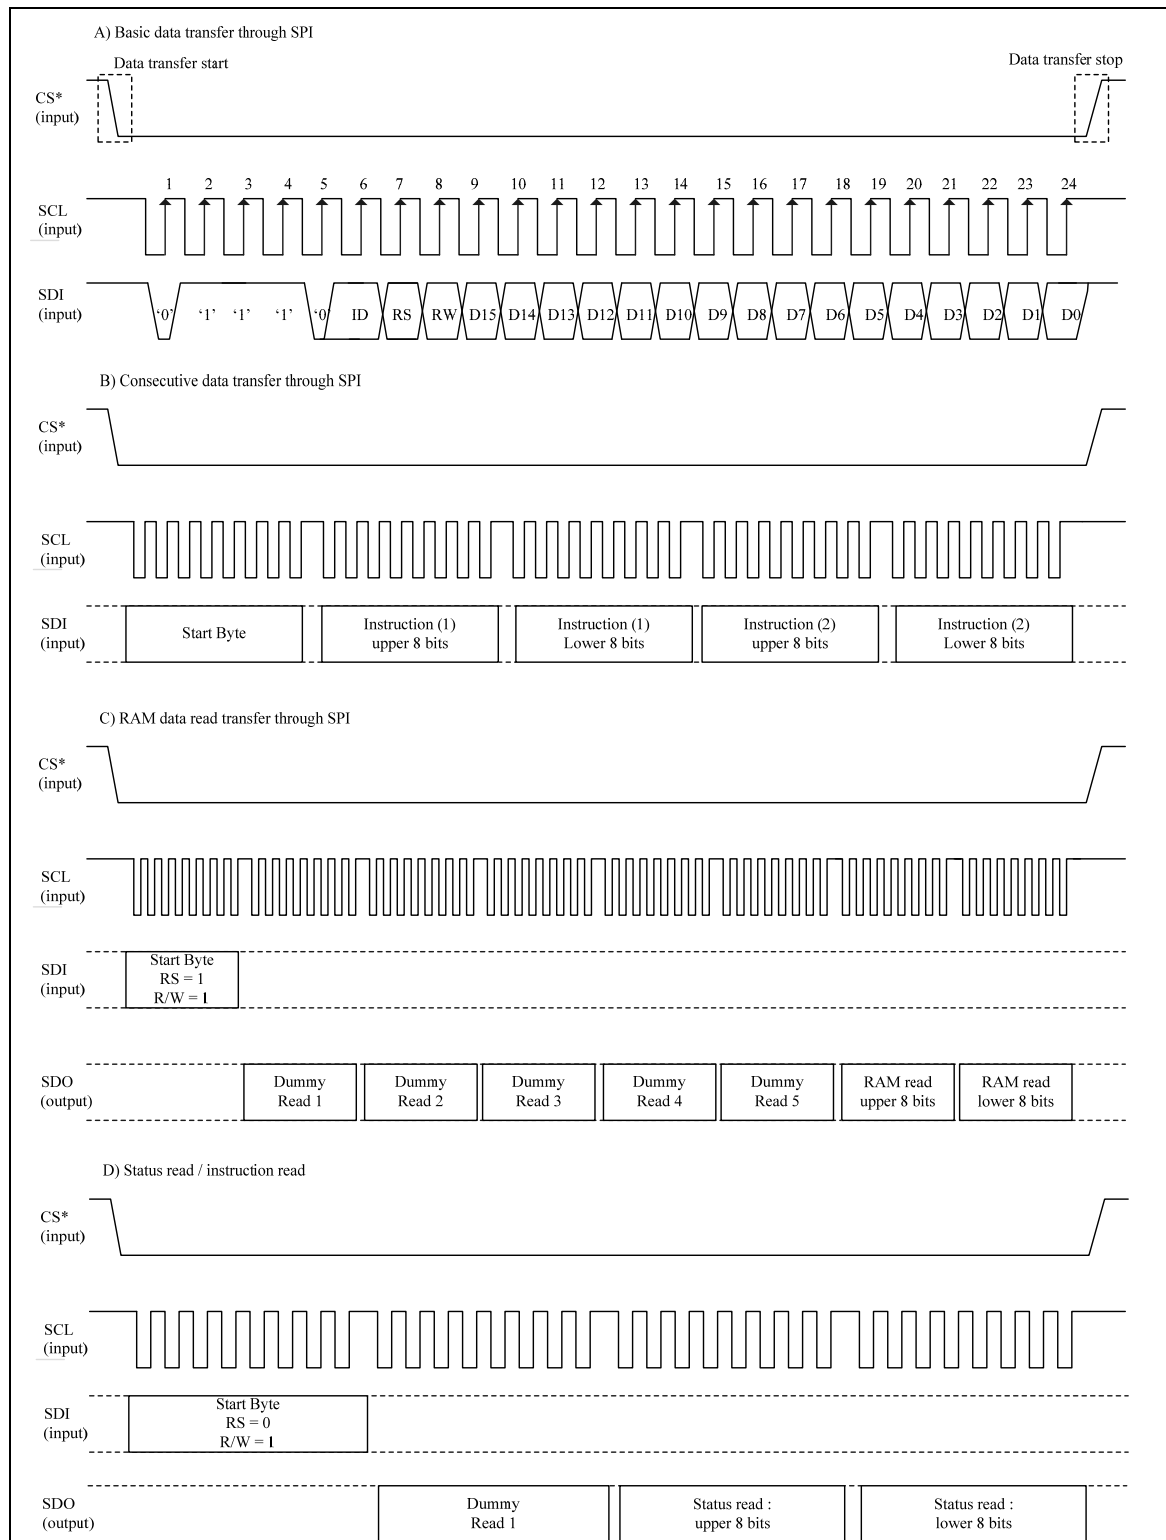 A) Basic data transfer through SPI
Data transfer start
Data transfer stop
CS*
(input)
1 2 3 4 5 6 7 8 9 10 11 12 13 14 15 16 17 18 19 20 21 22 23 24
SCL
(input)
SDI
(input)
‘0’ ‘1’ ‘1’ ‘1’ ‘0’ ID RS RW D15 D14 D13 D12 D11 D10 D9 D8 D7 D6 D5 D4 D3 D2 D1 D0
B) Consecutive data transfer through SPI
CS*
(input)
SCL
(input)
SDI
(input)
Start Byte
Instruction (1)
upper 8 bits
Instruction (1)
Lower 8 bits
Instruction (2)
upper 8 bits
Instruction (2)
Lower 8 bits
C) RAM data read transfer through SPI
CS*
(input)
SCL
(input)
SDI
(input)
Start Byte
RS = 1
R/W = 1
SDO
(output)
Dummy
Read 1
Dummy
Read 2
Dummy
Read 3
Dummy
Read 4
Dummy
Read 5
RAM read
upper 8 bits
RAM read
lower 8 bits
D) Status read / instruction read
CS*
(input)
SCL
(input)
SDI
(input)
Start Byte
RS = 0
R/W = 1
SDO
(output)
Dummy
Read 1
Status read :
upper 8 bits
Status read :
lower 8 bits